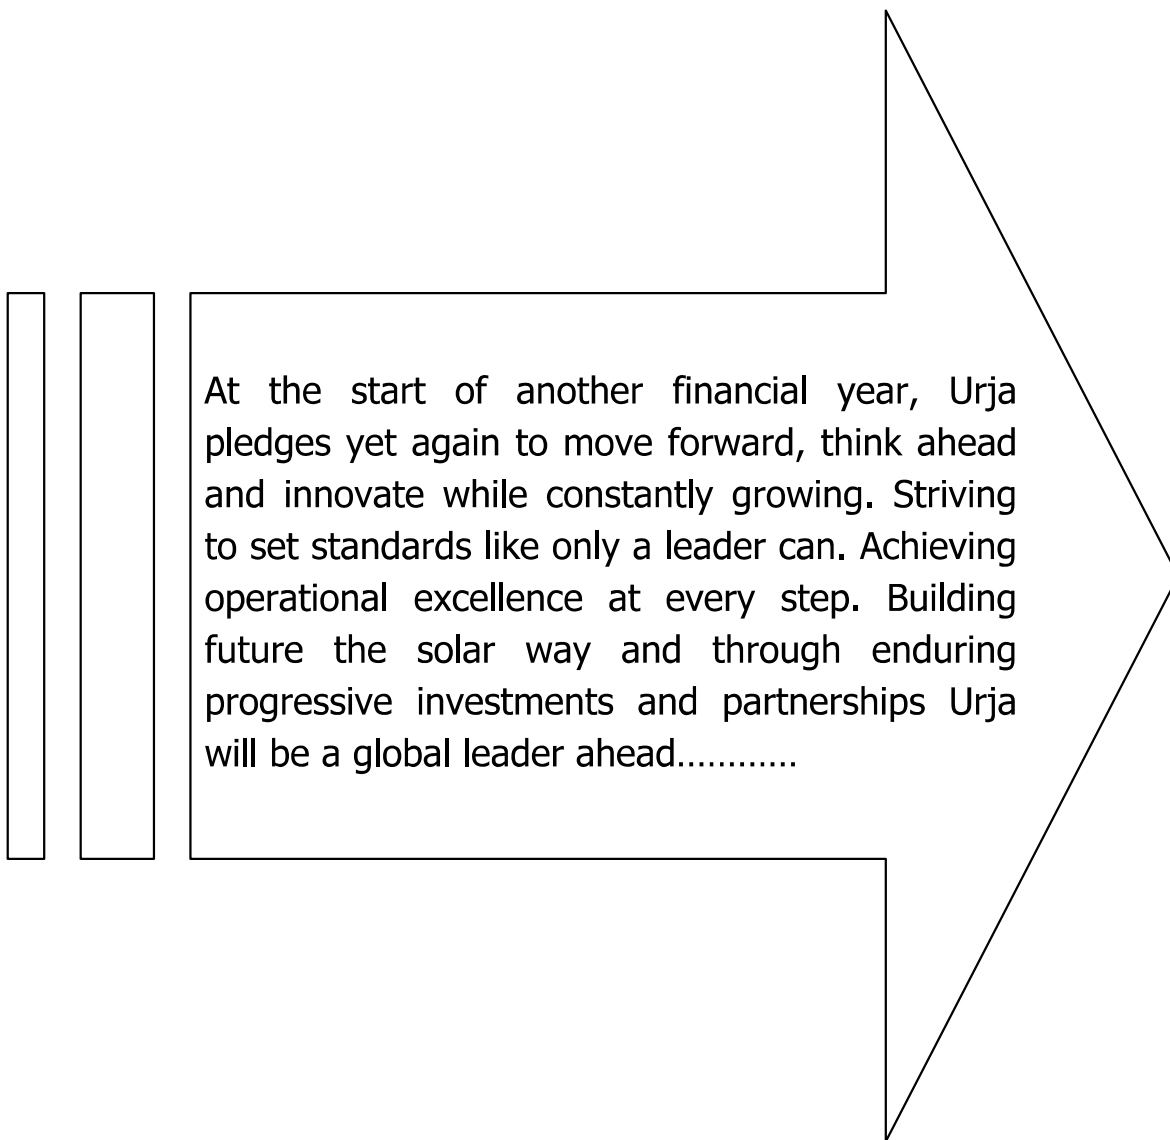 At the start of another financial year, Urja
pledges yet again to move forward, think ahead
and innovate while constantly growing. Striving
to set standards like only a leader can. Achieving
operational excellence at every step. Building
future the solar way and through enduring
progressive investments and partnerships Urja
will be a global leader ahead............